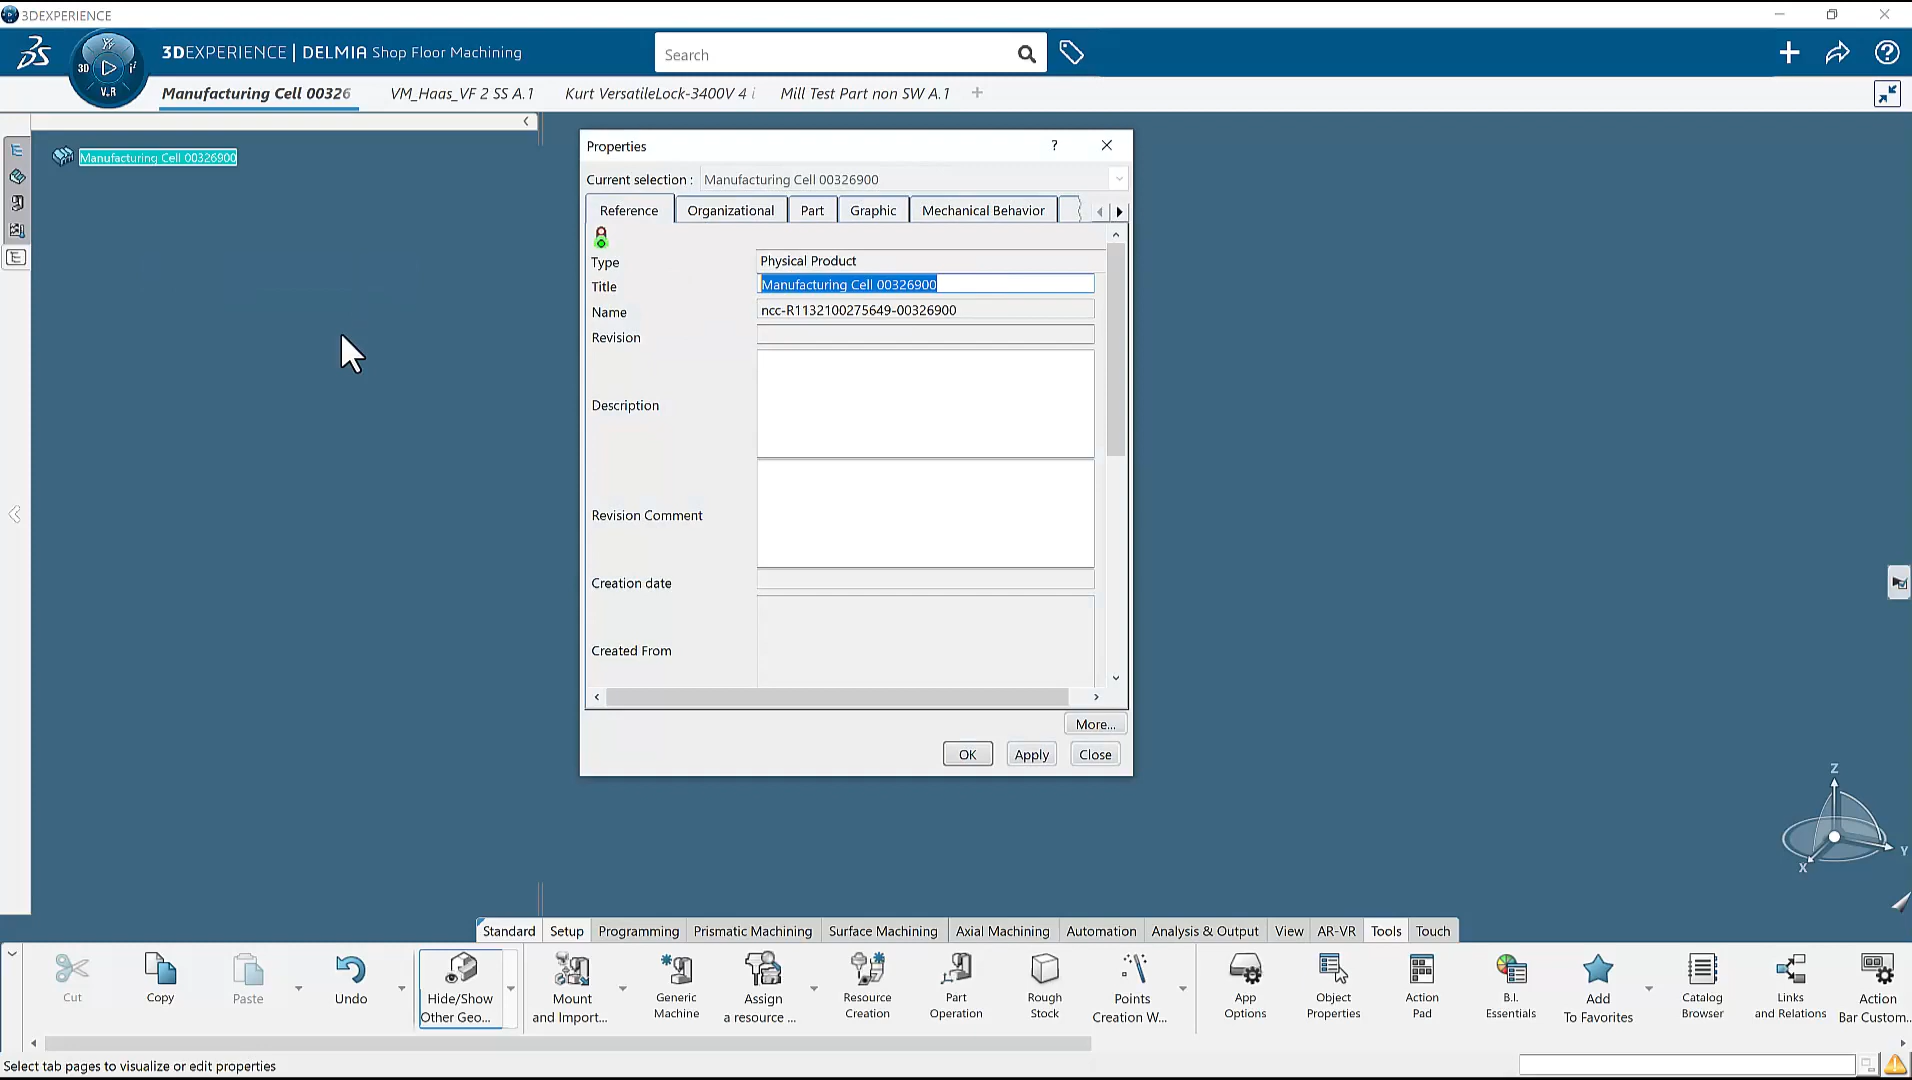 3DEXPERIENCE
3DEXPERIENCE | DELMIA Shop Floor Machining
Search
3D
V.R
Manufacturing Cell 00326
VM_Haas_VF 2 SS A.1
Kurt VersatileLock-3400V 4 i
Mill Test Part non SW A.1
Manufacturing Cell 00326900
Properties
?
Current selection :
Manufacturing Cell 00326900
Reference
Organizational
Part
Graphic
Mechanical Behavior
Type
Physical Product
Title
Manufacturing Cell 00326900
Name
ncc-R1132100275649-00326900
Revision
Description
Revision Comment
Creation date
Created From
More...
OK
Apply
Close
Z
Y
X
Standard
Setup
Programming
Prismatic Machining
Surface Machining
Axial Machining
Automation
Analysis & Output
View
AR-VR
Tools
Touch
Cut
Copy
Paste
Undo
Hide/Show
Other Geo...
Mount
and Import...
Generic
Machine
Assign
a resource ...
Resource
Creation
Part
Operation
Rough
Stock
Points
Creation W...
App
Options
Object
Properties
Action
Pad
B.I.
Essentials
Add
To Favorites
Catalog
Browser
Links
and Relations
Action
Bar Custom...
Select tab pages to visualize or edit properties